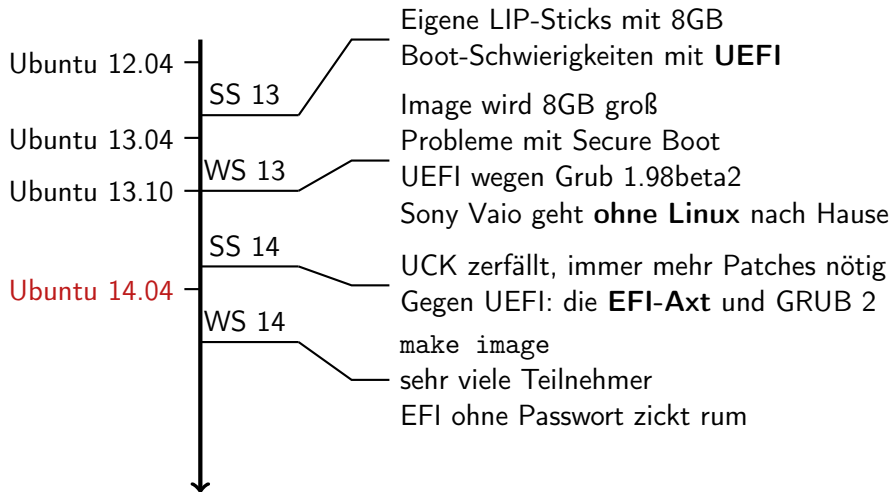 Ubuntu 12.04
Ubuntu 13.04
Ubuntu 13.10
Ubuntu 14.04
SS 13
WS 13
SS 14
WS 14
Eigene LIP-Sticks mit 8GB
Boot-Schwierigkeiten mit UEFI
Image wird 8GB groß
Probleme mit Secure Boot
UEFI wegen Grub 1.98beta2
Sony Vaio geht ohne Linux nach Hause
UCK zerfällt, immer mehr Patches nötig
Gegen UEFI: die EFI-Axt und GRUB 2
make image
sehr viele Teilnehmer
EFI ohne Passwort zickt rum